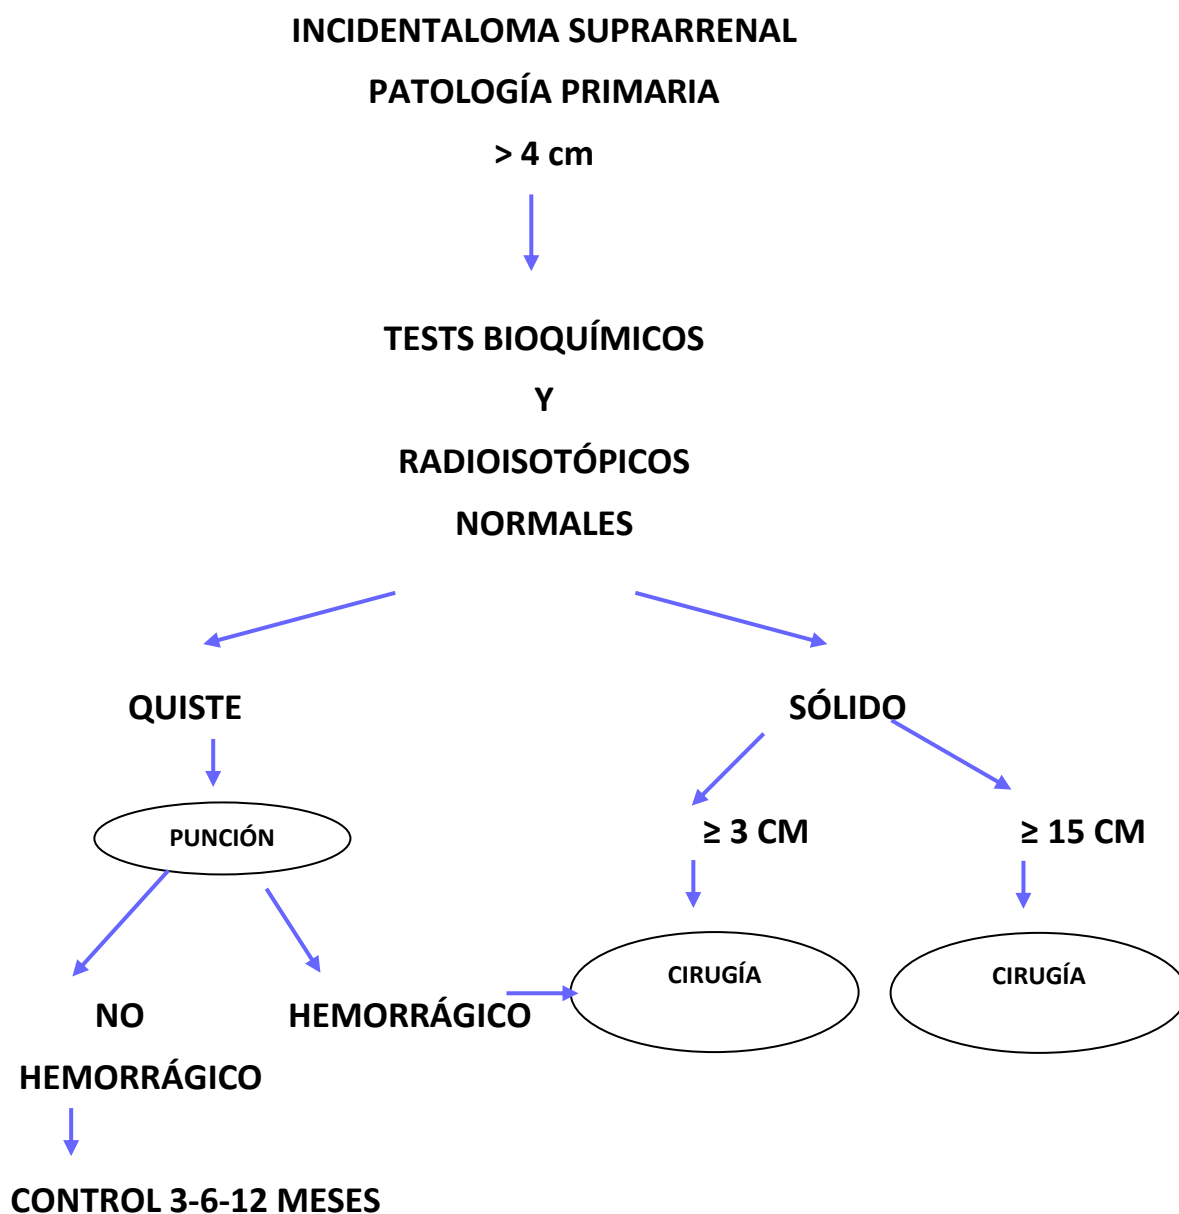 INCIDENTALOMA SUPRARRENAL
PATOLOGÍA PRIMARIA
> 4 cm
TESTS BIOQUÍMICOS
Y
RADIOISOTÓPICOS
NORMALES
QUISTE
SÓLIDO
PUNCIÓN
≥ 3 CM
≥ 15 CM
NO
HEMORRÁGICO
HEMORRÁGICO
CIRUGÍA
CIRUGÍA
CONTROL 3-6-12 MESES